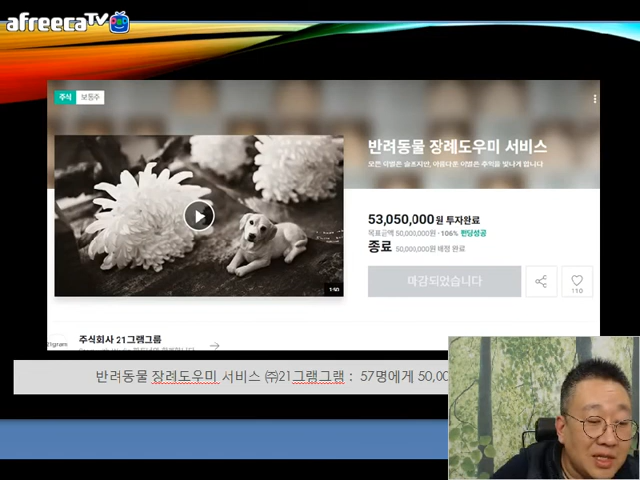 afreecaTV
주식 보통주
반려동물 장례도우미 서비스
모든 이별은 슬프지만, 아름다운 이별은 추억을 빛나게 합니다
53,050,000원 투자완료
목표금액 50,000,000원 · 106% 펀딩성공
종료 50,000,000원 배정 완료
마감되었습니다
110
주식회사 21그램그룹
21gram
반려동물 장례도우미 서비스 ㈜21그램그램 : 57명에게 50,00